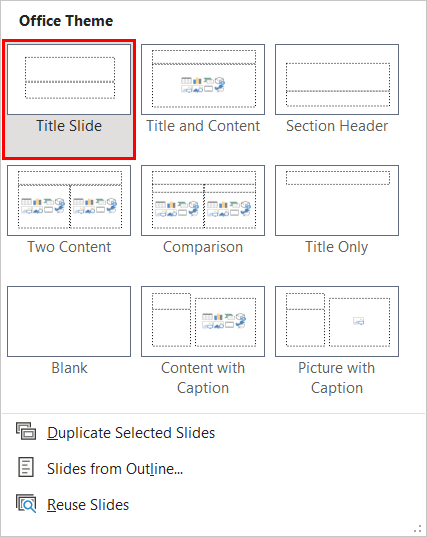 Office Theme
Title Slide
Title and Content
Section Header
Two Content
Comparison
Title Only
Blank
Content with
Caption
Picture with
Caption
Duplicate Selected Slides
Slides from Outline...
Reuse Slides